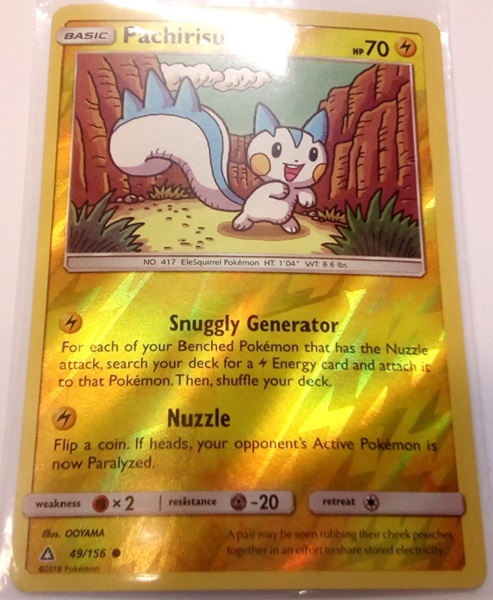 BASIC Pachirisu HP 70
NO. 417 EleSquirrel Pokémon HT: 1'04" WT: 8.6 lbs.
Snuggly Generator
For each of your Benched Pokémon that has the Nuzzle
attack, search your deck for a Energy card and attach it
to that Pokémon. Then, shuffle your deck.
Nuzzle
Flip a coin. If heads, your opponent's Active Pokémon is
now Paralyzed.
weakness ×2 resistance -20 retreat
Illus. OOYAMA
49/156
©2018 Pokémon
A pair may be seen rubbing their cheek pouches
together in an effort to share stored electricity.